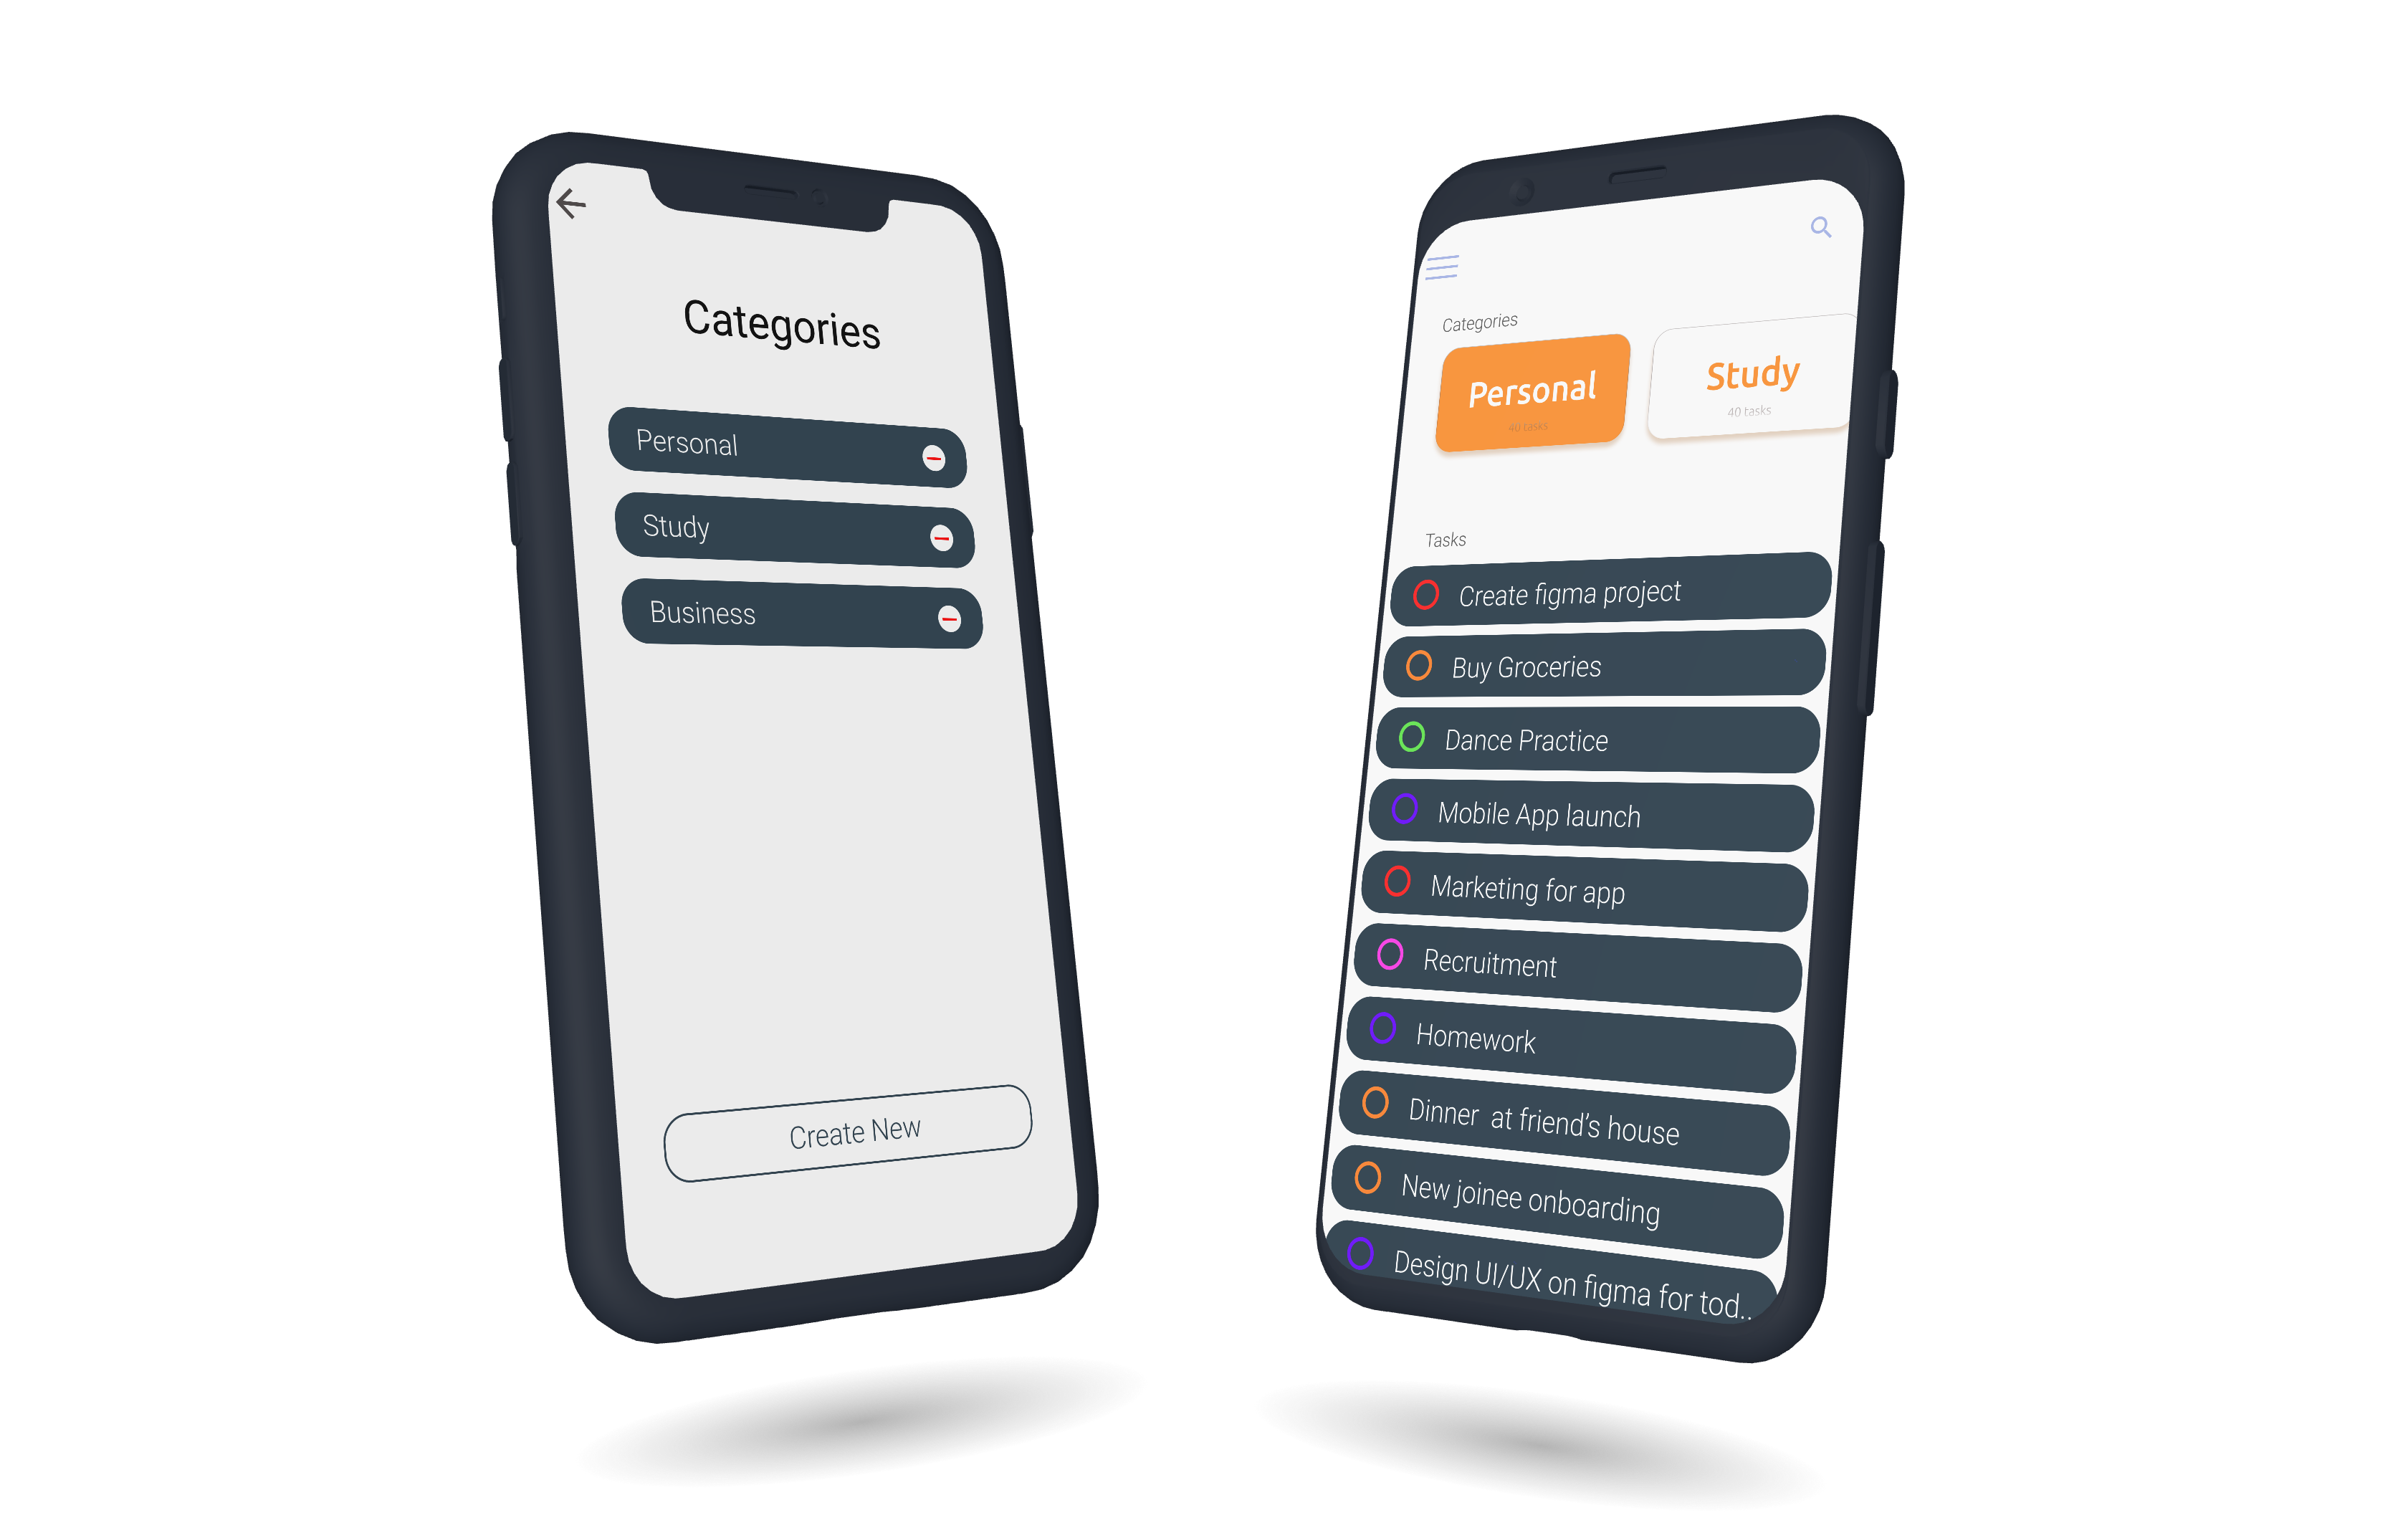 Categories
Personal
Study
Business
Create New
Categories
Personal
40 tasks
Study
40 tasks
Tasks
Create figma project
Buy Groceries
Dance Practice
Mobile App launch
Marketing for app
Recruitment
Homework
Dinner  at friend's house
New joinee onboarding
Design UI/UX on figma for tod..